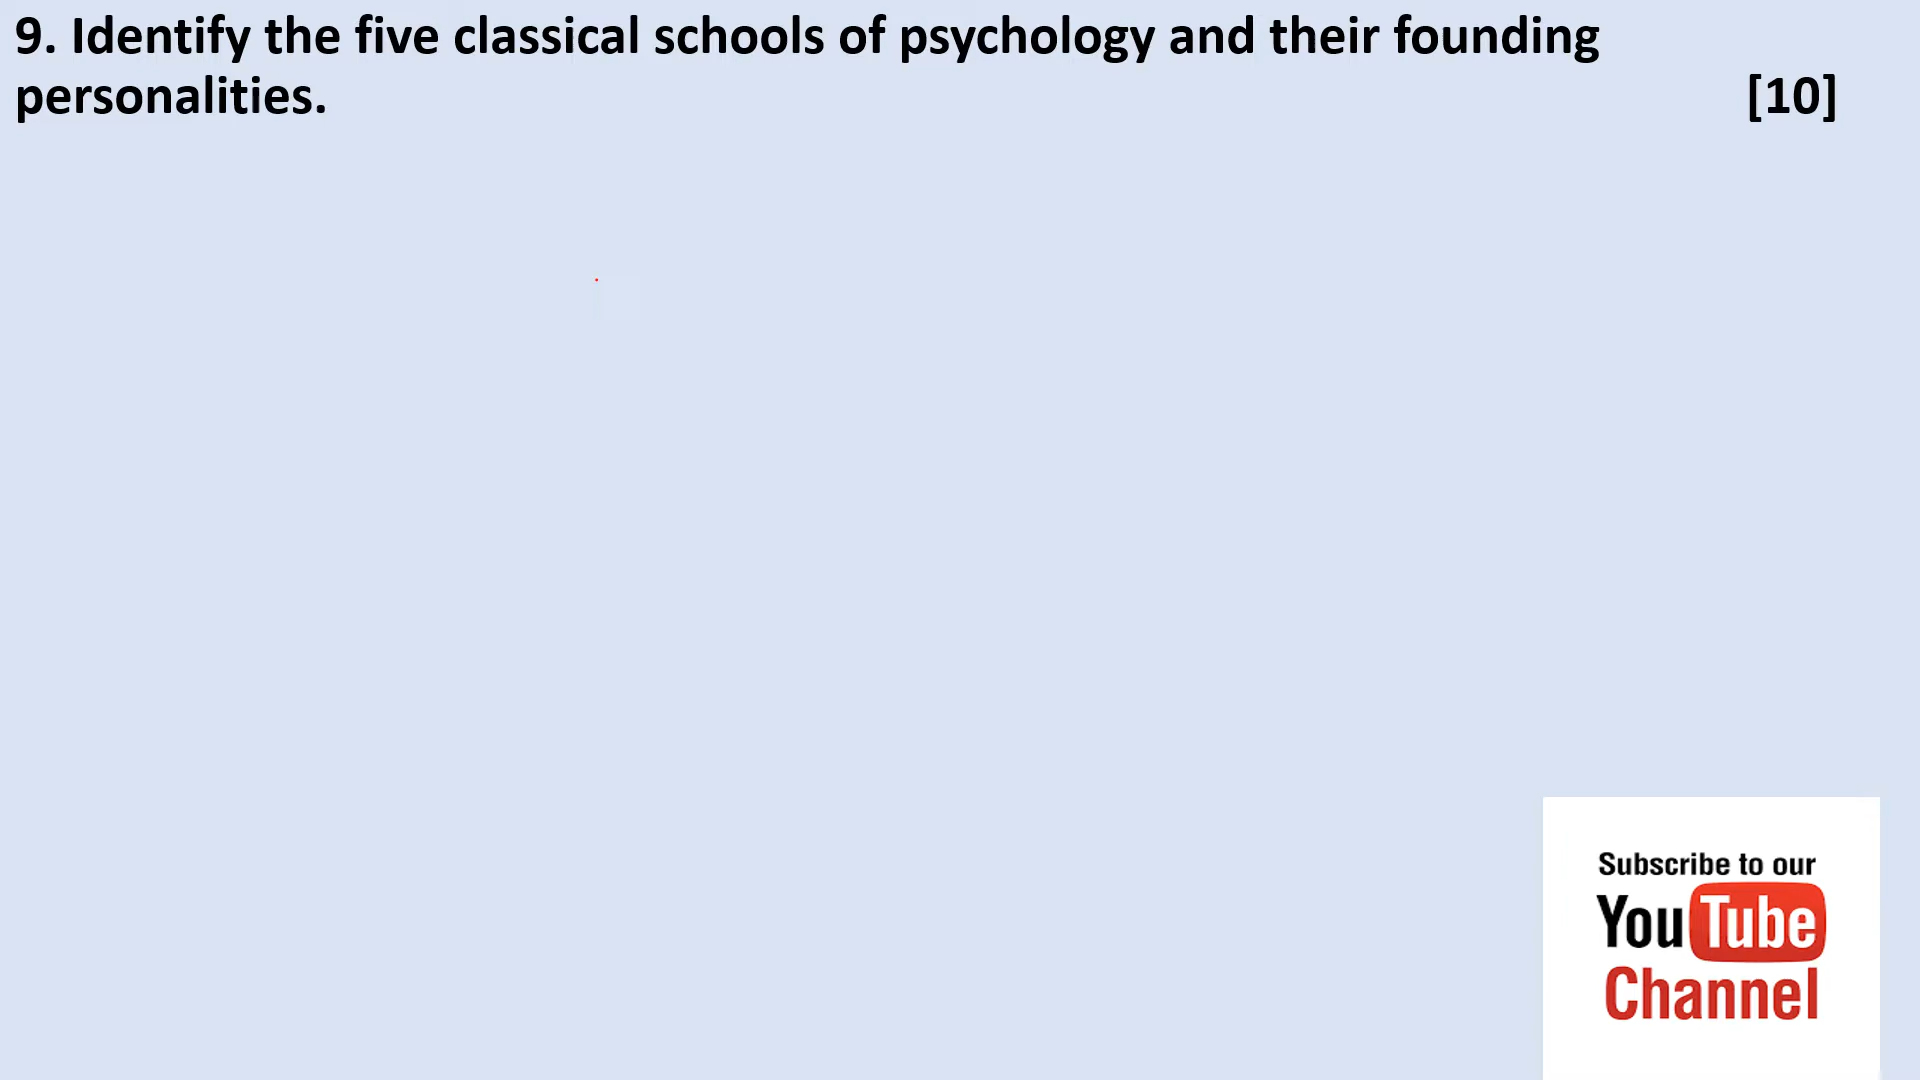 9. Identify the five classical schools of psychology and their founding
personalities. [10]
Subscribe to our
YouTube
Channel